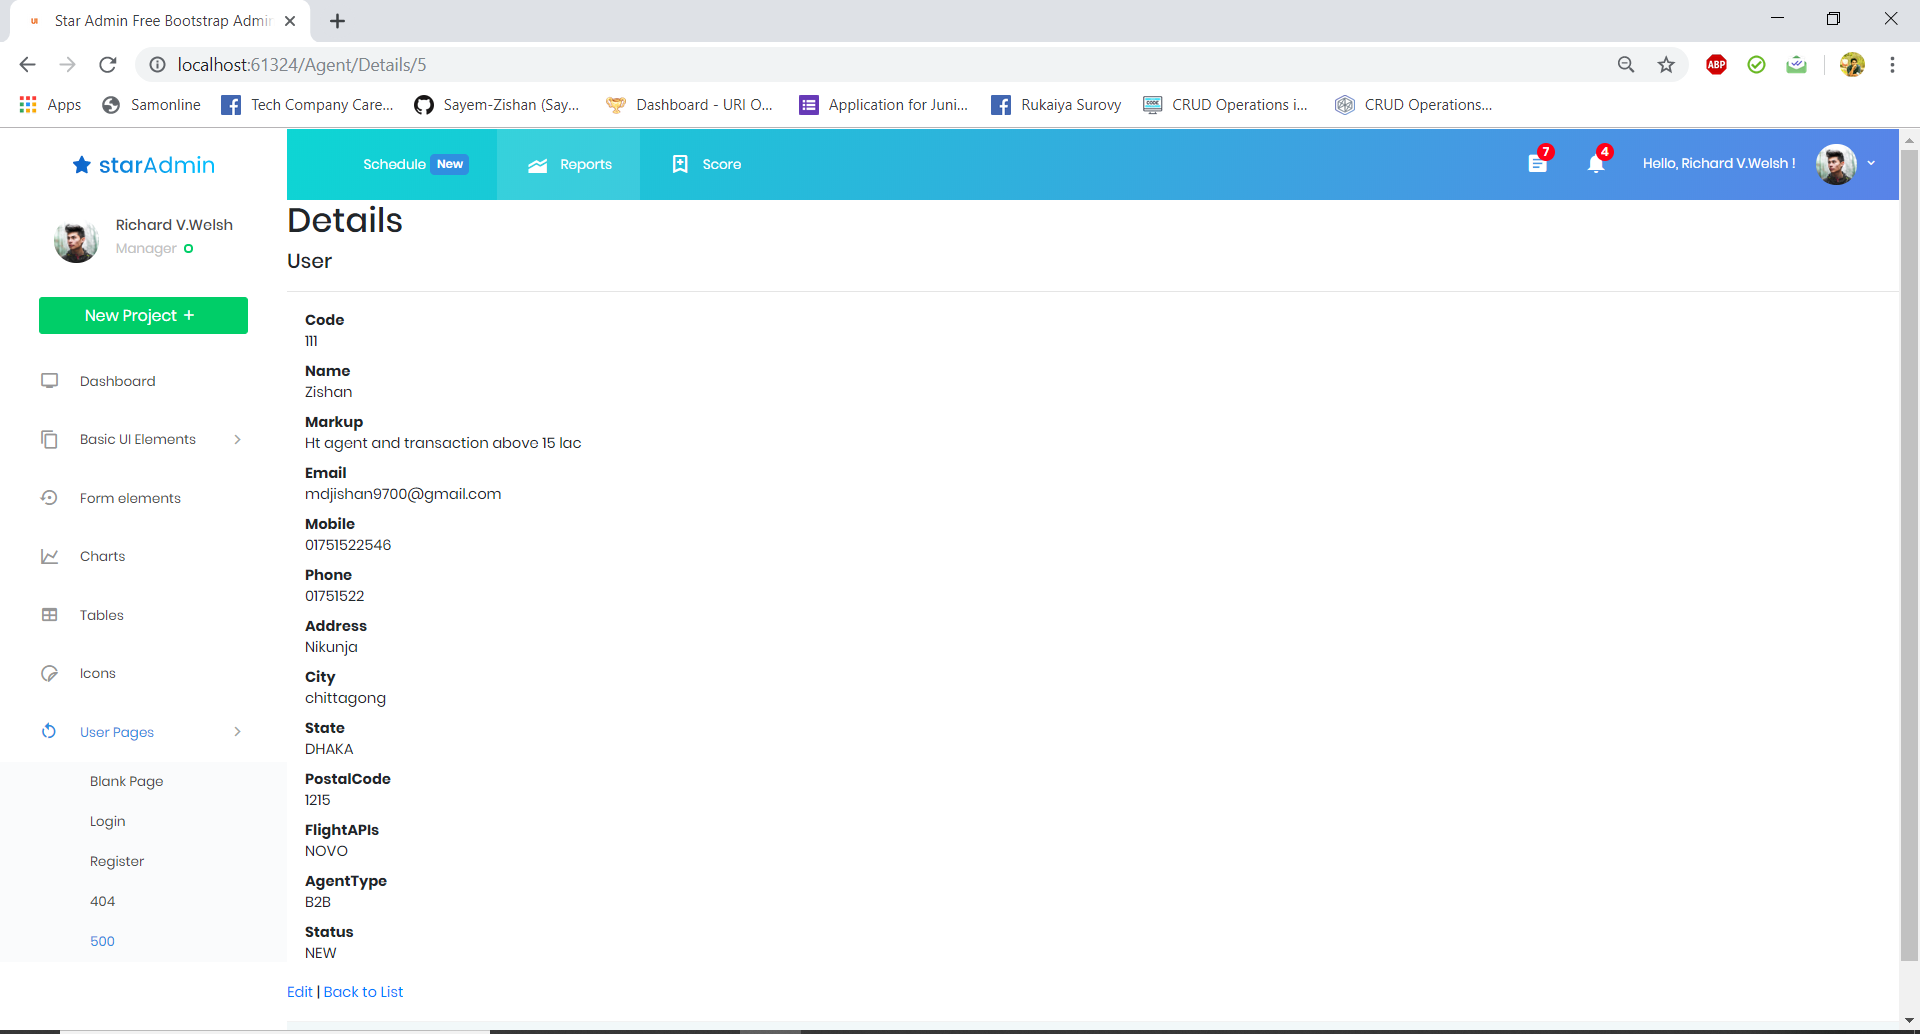 UI Star Admin Free Bootstrap Admin
localhost:61324/Agent/Details/5
ABP
Apps Samonline Tech Company Care... Sayem-Zishan (Say... Dashboard - URI O... Application for Juni... Rukaiya Surovy CRUD Operations i... CRUD Operations...
starAdmin
Schedule New Reports Score 7 4 Hello, Richard V.Welsh !
Richard V.Welsh
Manager
New Project +
Dashboard
Basic UI Elements
Form elements
Charts
Tables
Icons
User Pages
Blank Page
Login
Register
404
500
Details
User
Code
111
Name
Zishan
Markup
Ht agent and transaction above 15 lac
Email
mdjishan9700@gmail.com
Mobile
01751522546
Phone
01751522
Address
Nikunja
City
chittagong
State
DHAKA
PostalCode
1215
FlightAPIs
NOVO
AgentType
B2B
Status
NEW
Edit | Back to List